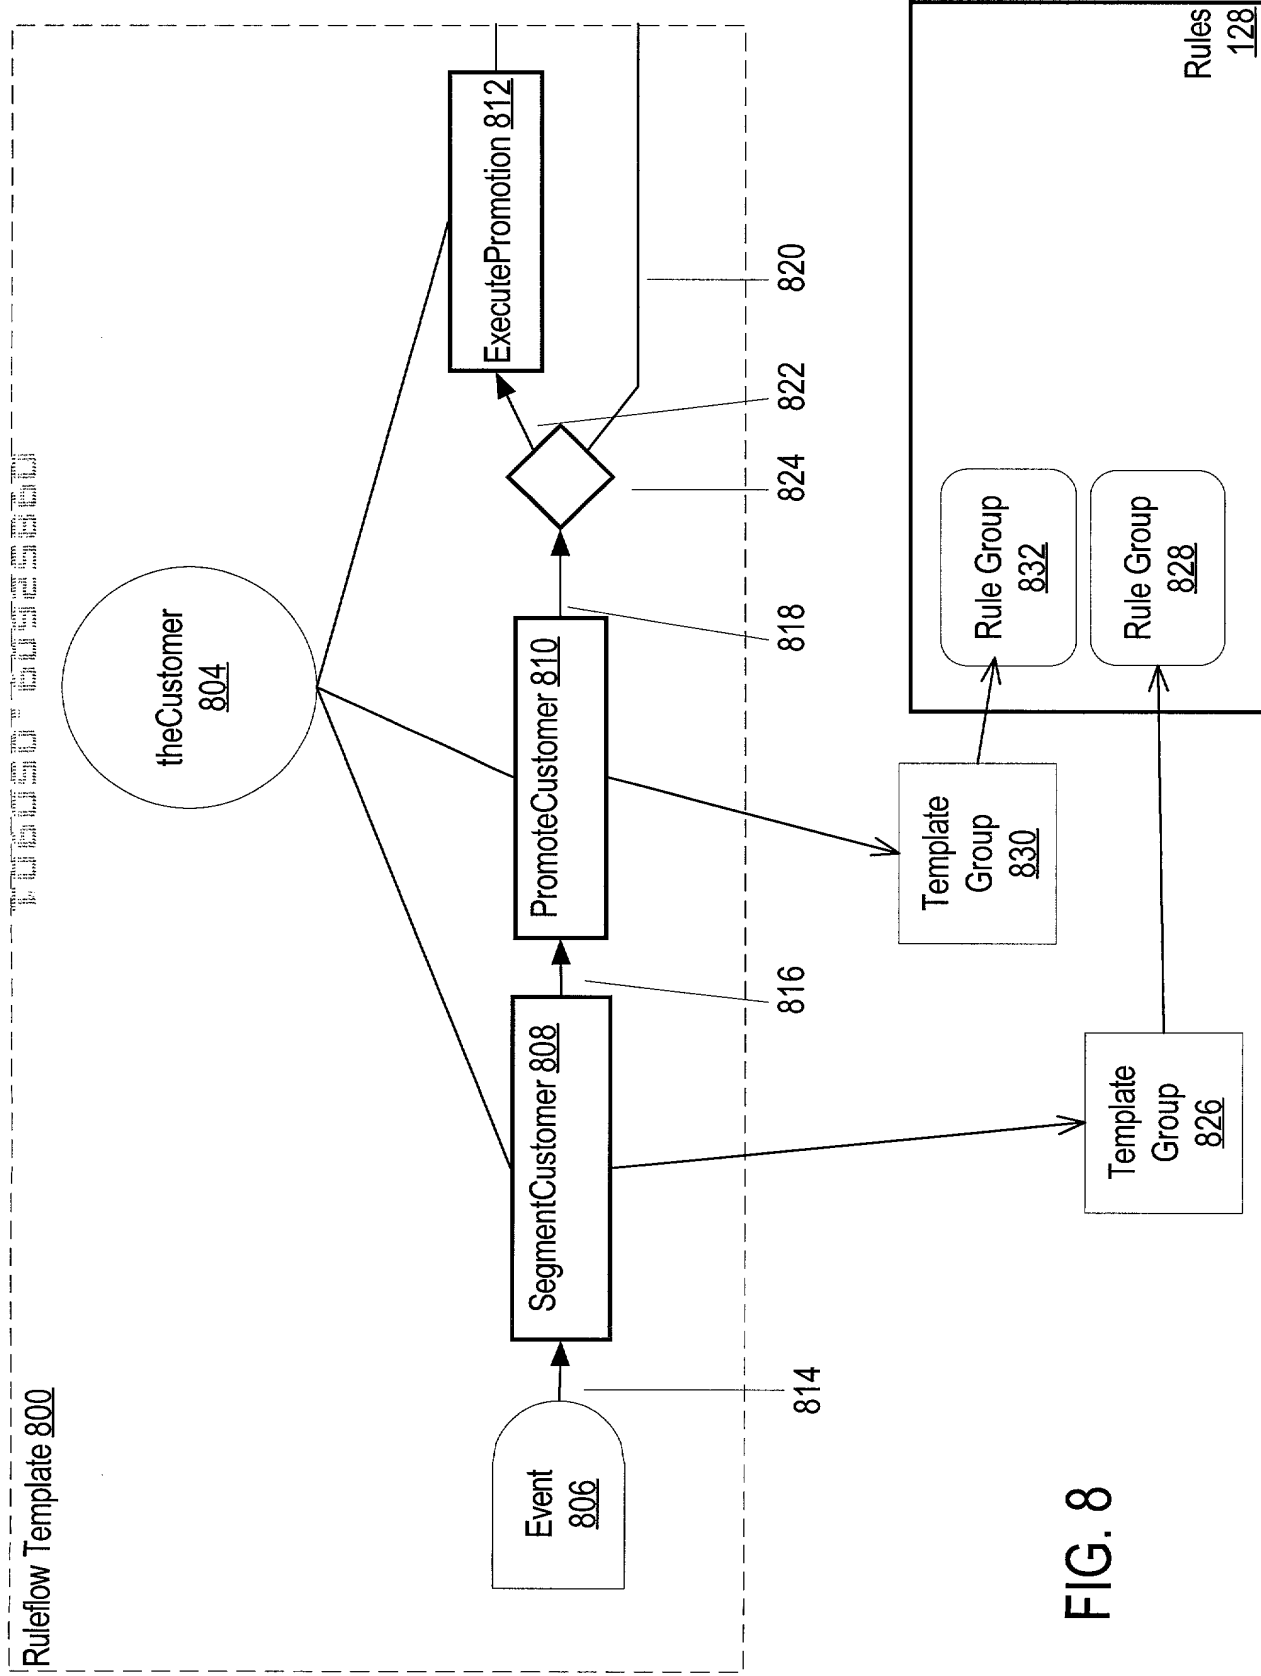 Ruleflow Template 800
theCustomer
804
Event
806
SegmentCustomer 808
PromoteCustomer 810
ExecutePromotion 812
814
816
818
824
822
820
Template
Group
826
Template
Group
830
Rule Group
832
Rule Group
828
Rules
128
FIG. 8